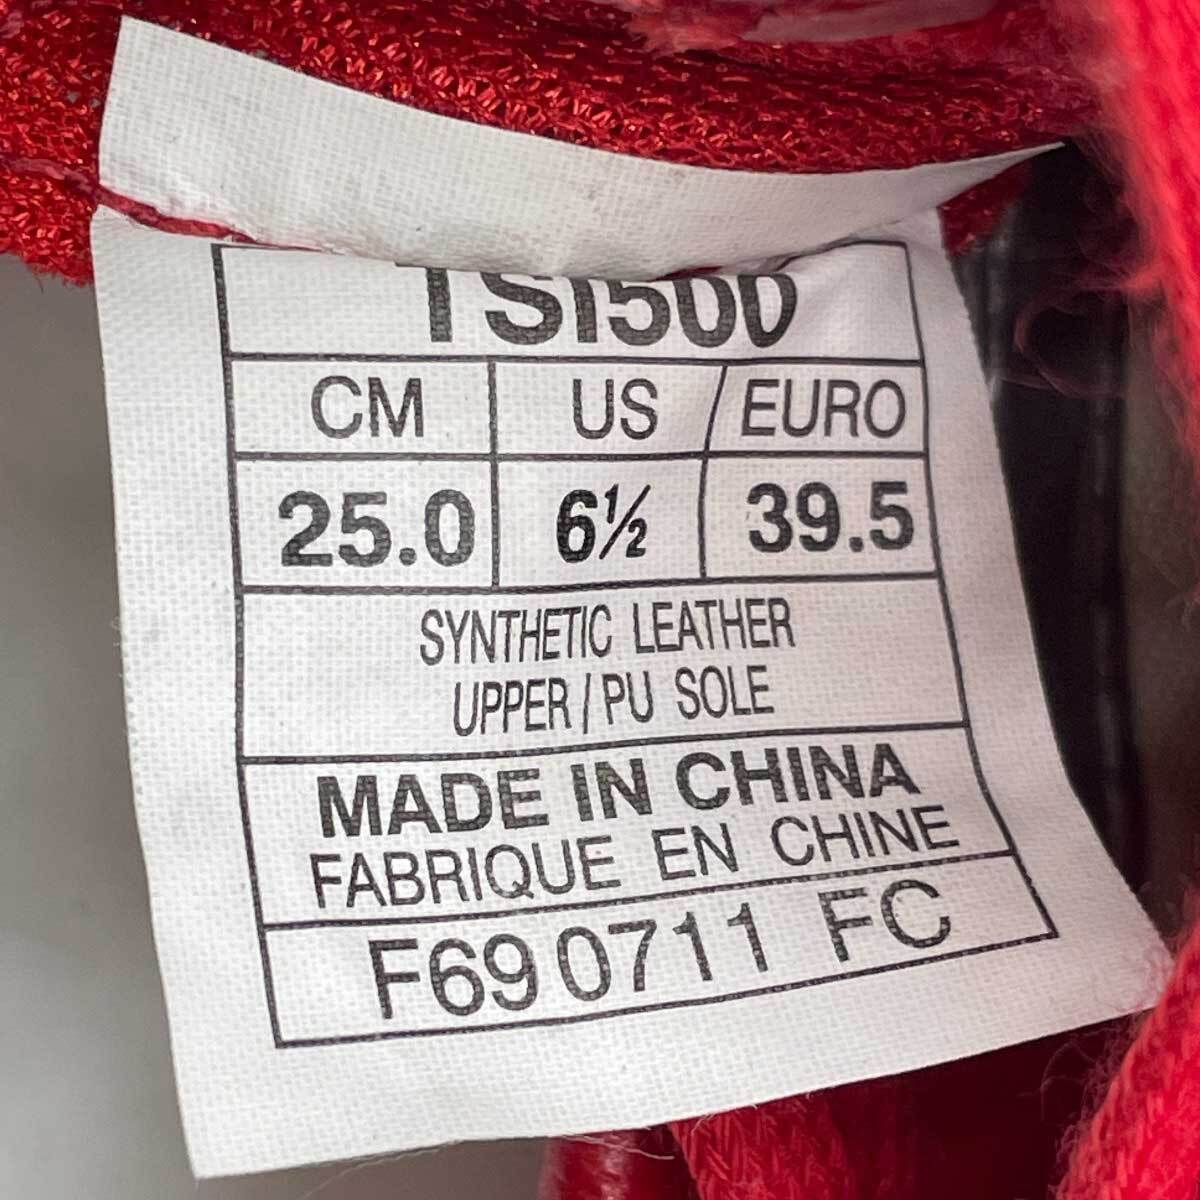 TSI500
CM US EURO
25.0 6½ 39.5
SYNTHETIC LEATHER
UPPER / PU SOLE
MADE IN CHINA
FABRIQUE EN CHINE
F69 0711 FC